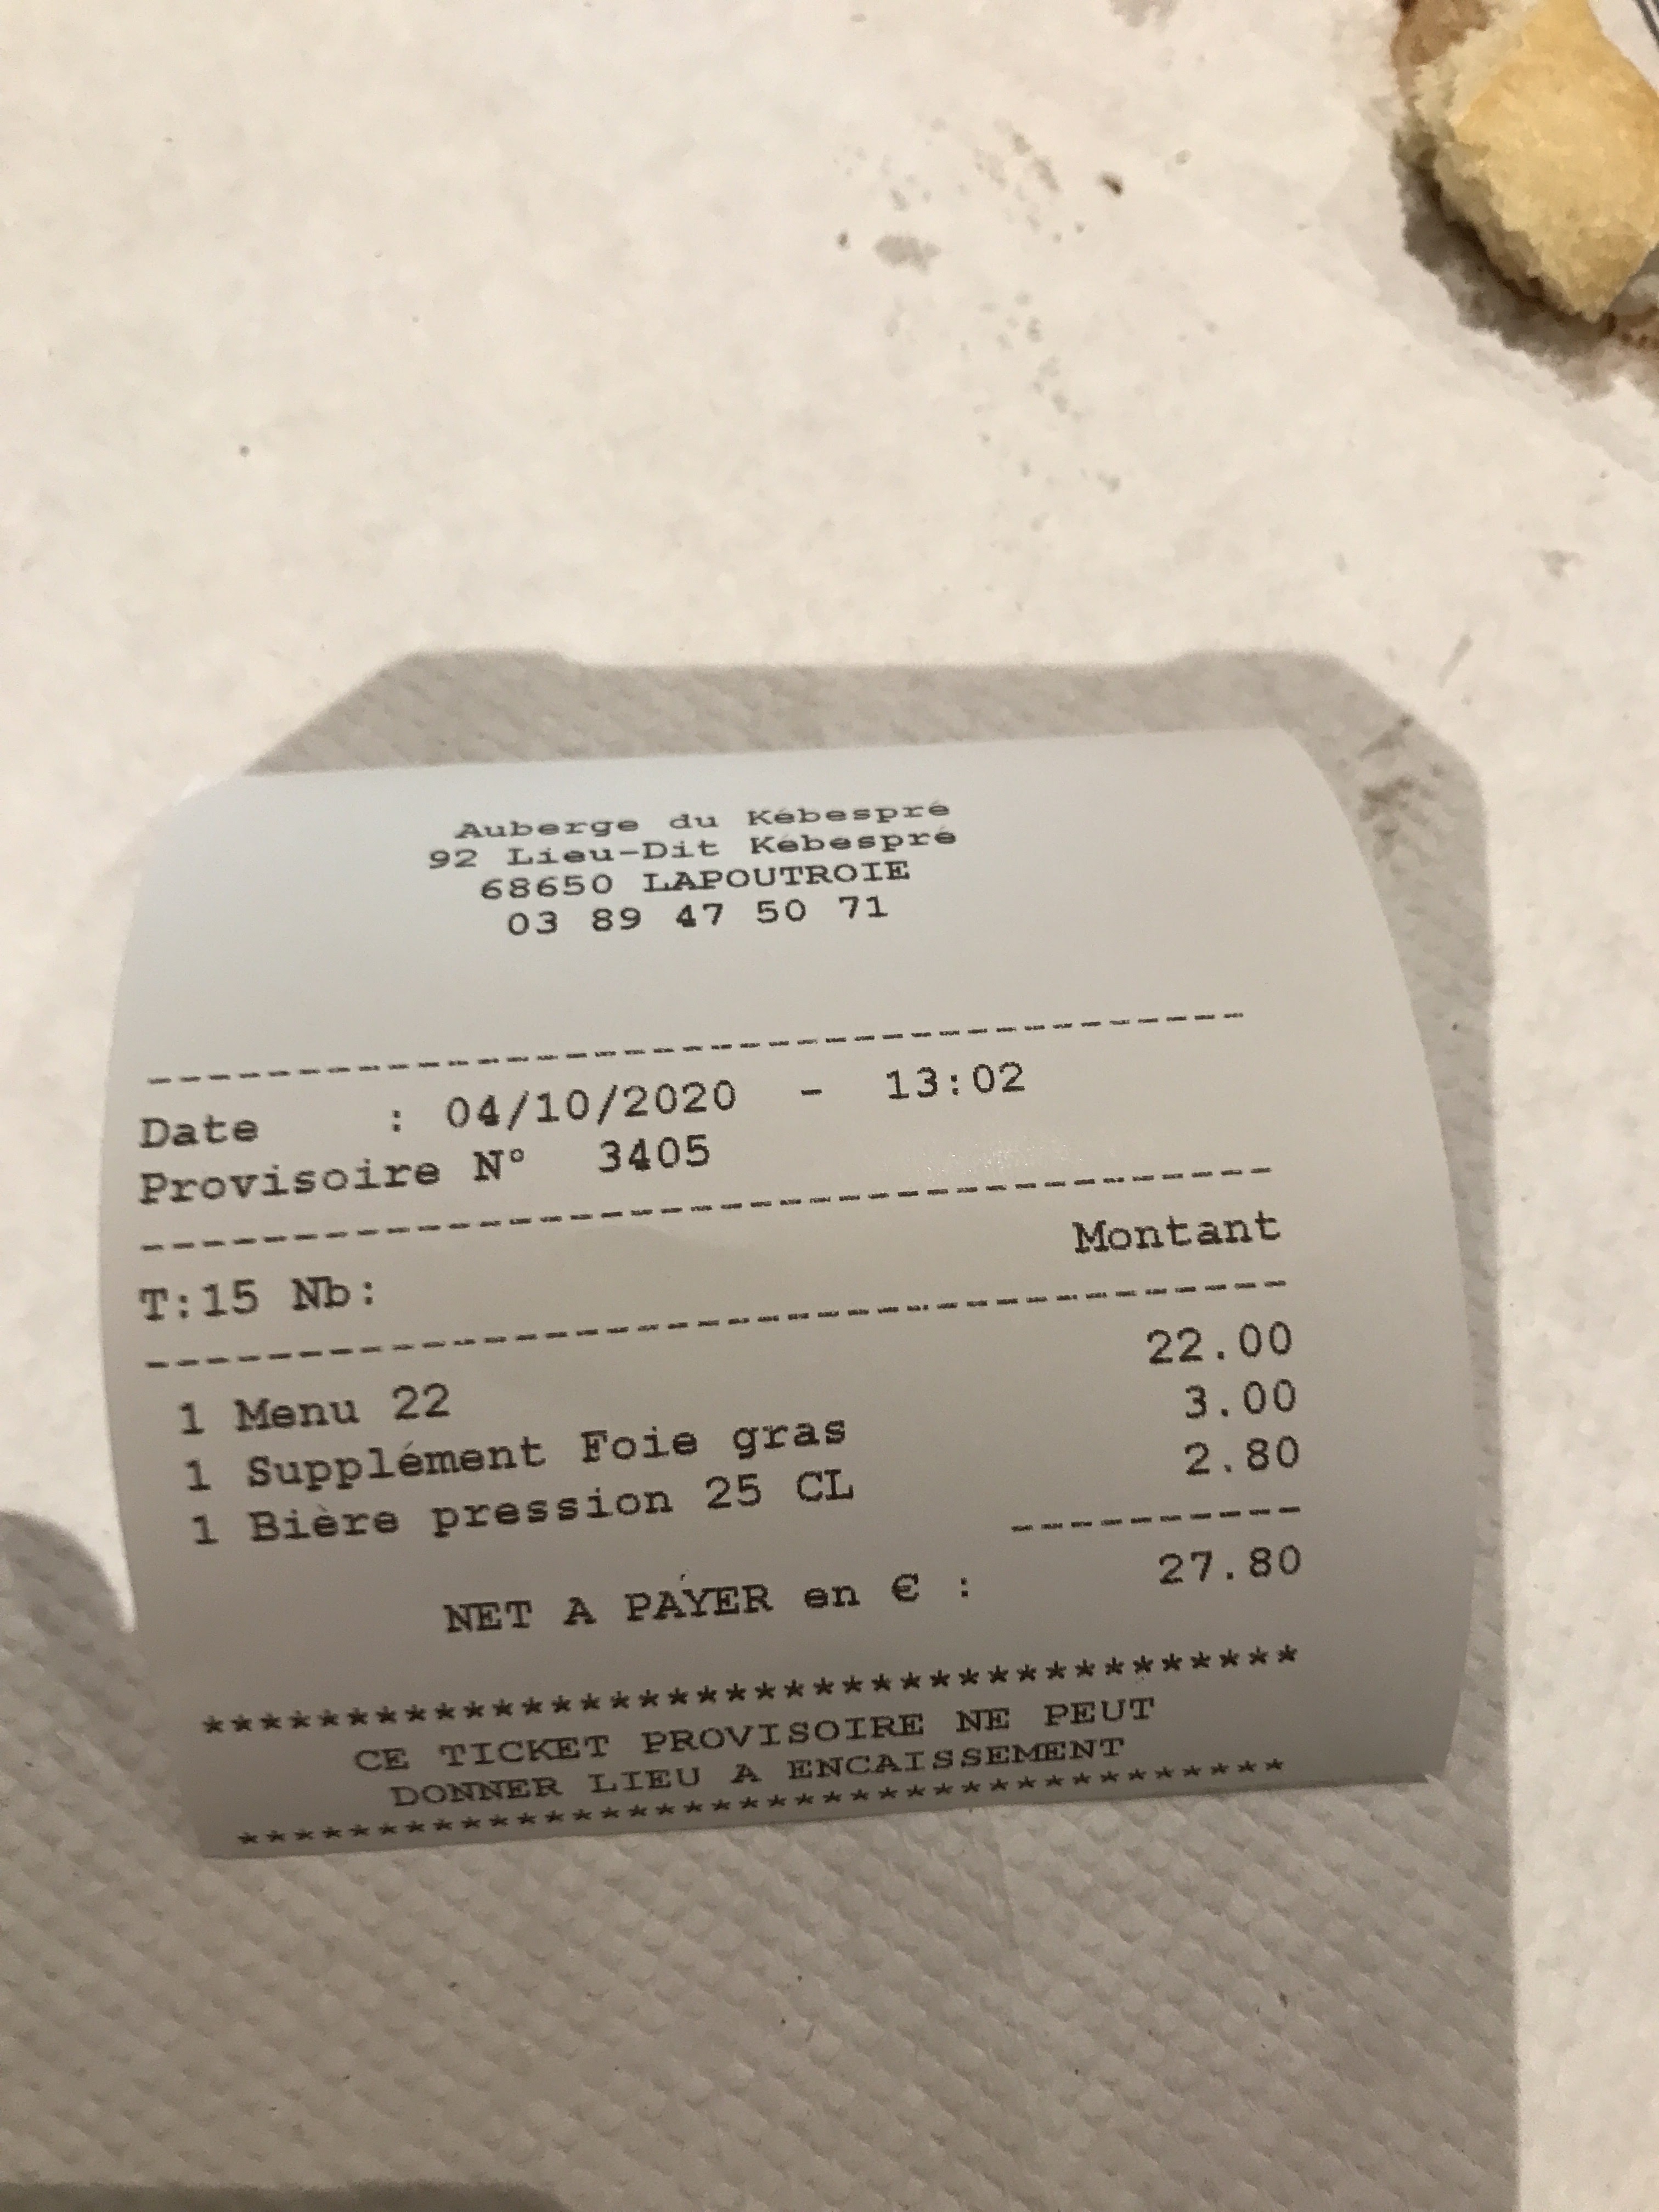 Auberge du Kébespré
92 Lieu-Dit Kébespré
68650 LAPOUTROIE
03 89 47 50 71
--------------------------------------
Date : 04/10/2020 - 13:02
Provisoire N° 3405
--------------------------------------
Montant
T:15 Nb:
--------------------------------------
1 Menu 22 22.00
1 Supplément Foie gras 3.00
1 Bière pression 25 CL 2.80
----------
NET A PAYER en € : 27.80
**************************************
CE TICKET PROVISOIRE NE PEUT
DONNER LIEU A ENCAISSEMENT
**************************************